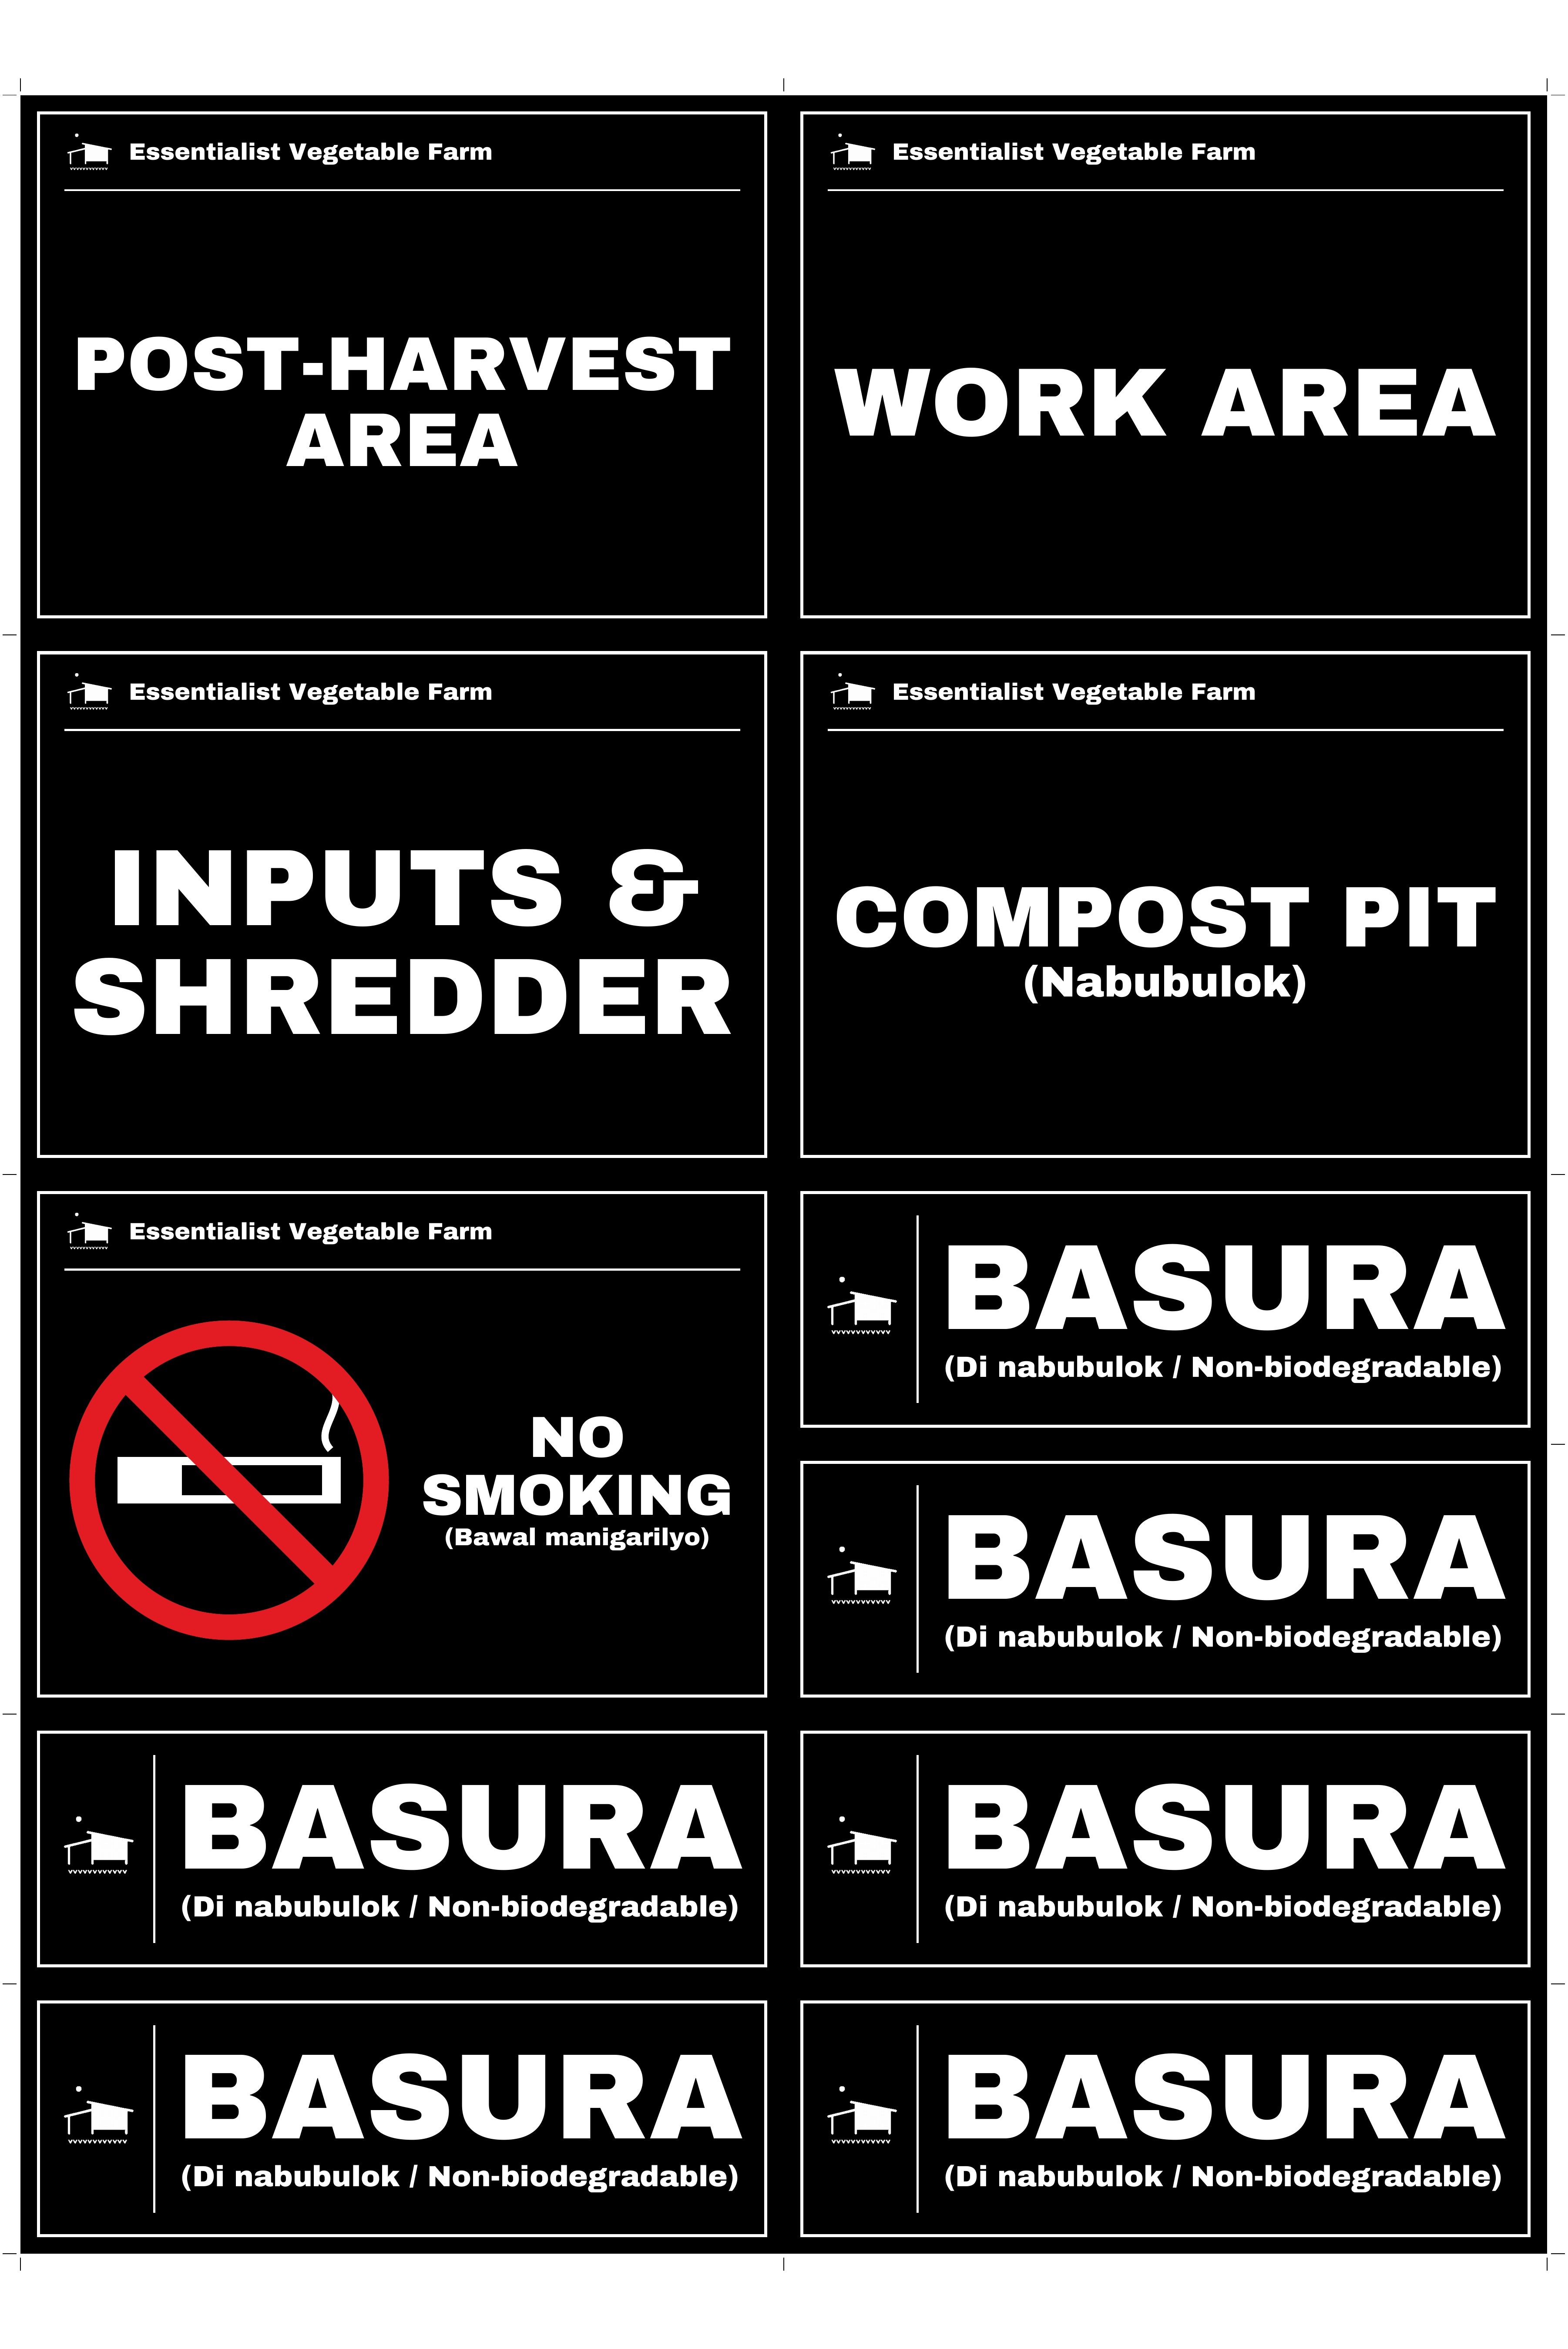 Essentialist Vegetable Farm
POST-HARVEST
AREA
Essentialist Vegetable Farm
WORK AREA
Essentialist Vegetable Farm
INPUTS &
SHREDDER
Essentialist Vegetable Farm
COMPOST PIT
(Nabubulok)
Essentialist Vegetable Farm
NO
SMOKING
(Bawal manigarilyo)
BASURA
(Di nabubulok / Non-biodegradable)
BASURA
(Di nabubulok / Non-biodegradable)
BASURA
(Di nabubulok / Non-biodegradable)
BASURA
(Di nabubulok / Non-biodegradable)
BASURA
(Di nabubulok / Non-biodegradable)
BASURA
(Di nabubulok / Non-biodegradable)